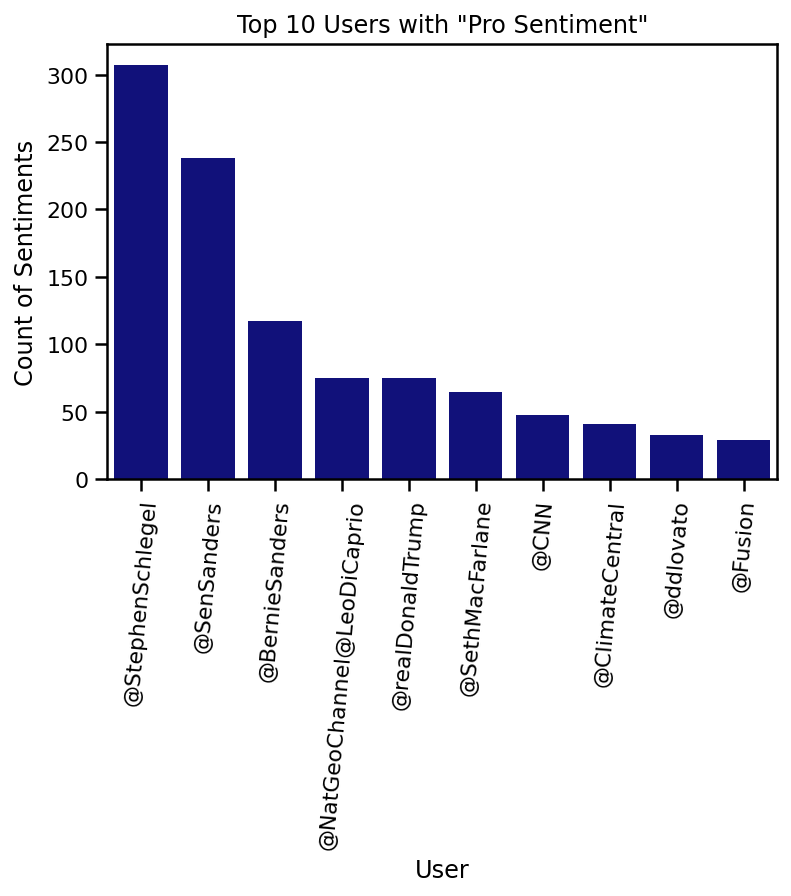 Top 10 Users with "Pro Sentiment"
Count of Sentiments
300
250
200
150
100
50
0
@StephenSchlegel
@SenSanders
@BernieSanders
@NatGeoChannel@LeoDiCaprio
@realDonaldTrump
@SethMacFarlane
@CNN
@ClimateCentral
@ddlovato
@Fusion
User